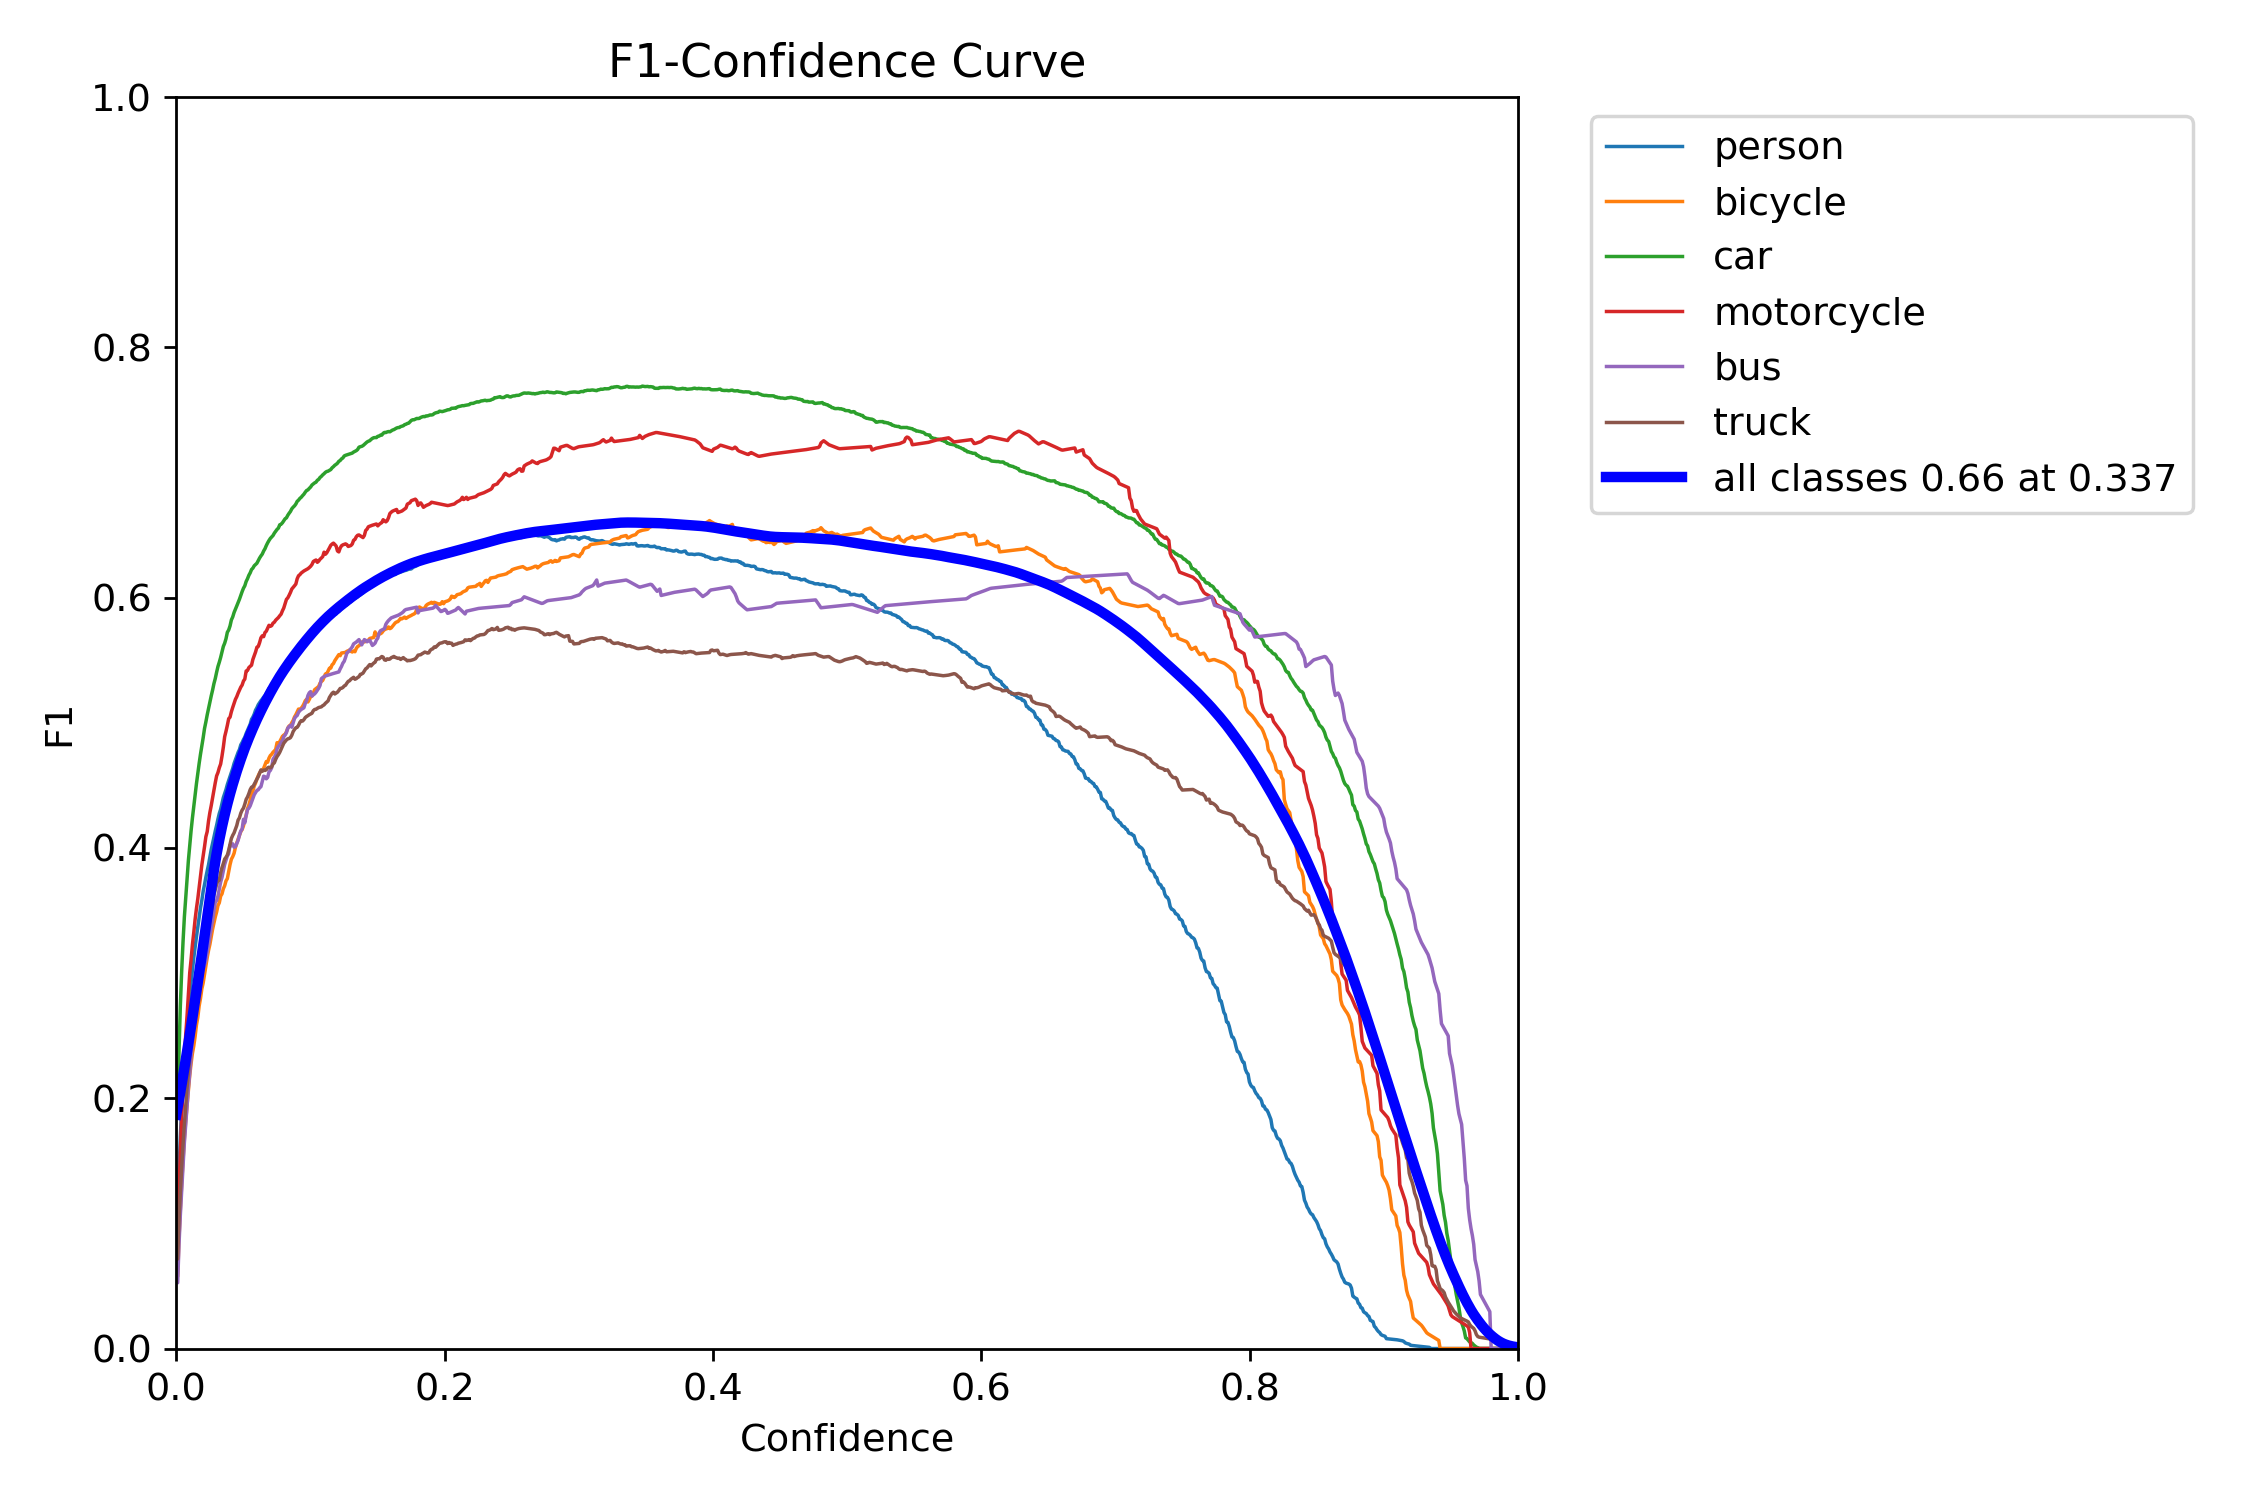 F1-Confidence Curve
1.0
0.8
0.6
0.4
0.2
0.0
F1
0.0 0.2 0.4 0.6 0.8 1.0
Confidence
person
bicycle
car
motorcycle
bus
truck
all classes 0.66 at 0.337